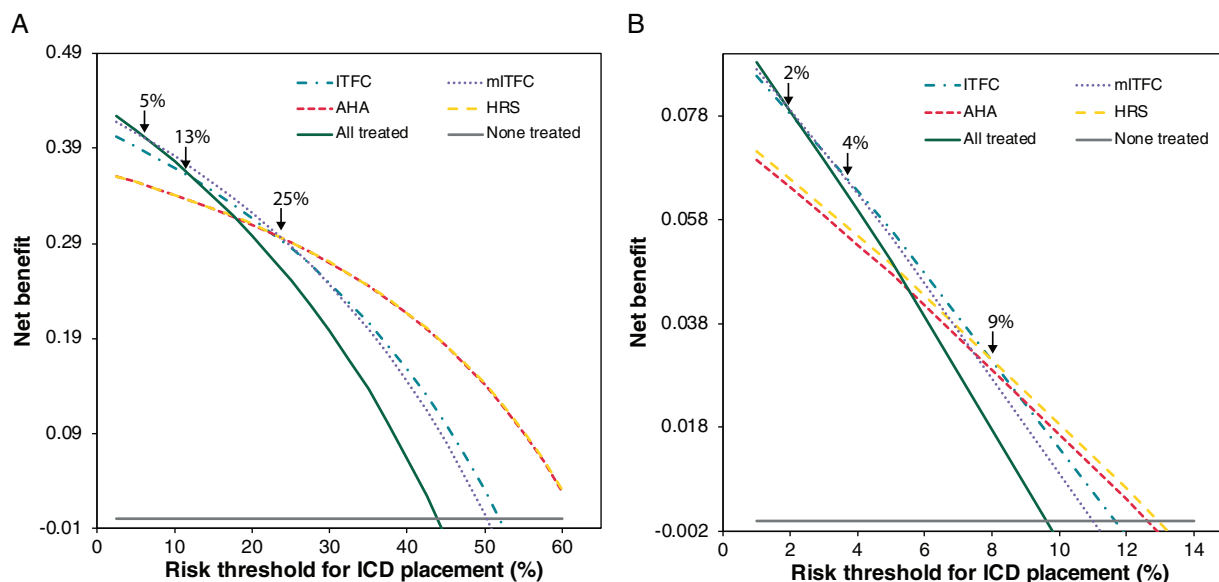 A
Net benefit
0.49
0.39
0.29
0.19
0.09
-0.01
5%
13%
25%
ITFC
mITFC
AHA
HRS
All treated
None treated
0
10
20
30
40
50
60
Risk threshold for ICD placement (%)
B
Net benefit
0.078
0.058
0.038
0.018
-0.002
2%
4%
9%
ITFC
mITFC
AHA
HRS
All treated
None treated
0
2
4
6
8
10
12
14
Risk threshold for ICD placement (%)